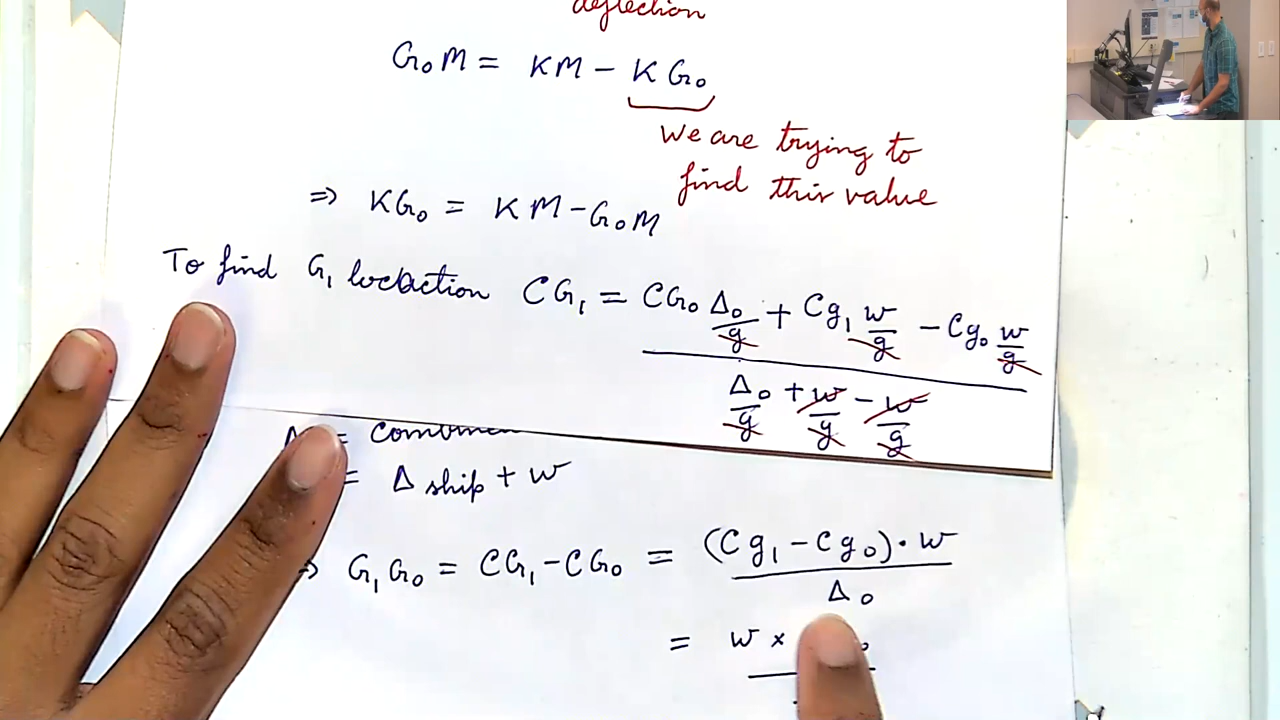 deflection
G₀M = KM - KG₀
we are trying to
find this value
⇒ KG₀ = KM - G₀M
To find G₁ location CG₁ = CG₀ Δ₀/g + Cg₁ w/g - Cg₀ w/g
Δ₀/g + w/g - w/g
=
= Δ ship + w
⇒ G₁G₀ = CG₁ - CG₀ = (Cg₁ - Cg₀) · w
Δ₀
= w ×